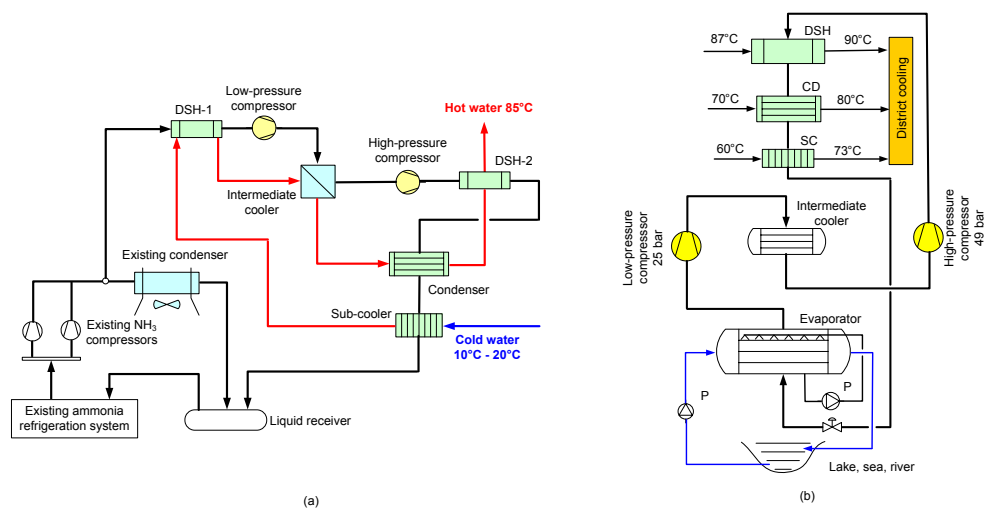 Low-pressure
compressor
DSH-1
Hot water 85°C
High-pressure
compressor
DSH-2
Intermediate
cooler
Existing condenser
Condenser
Sub-cooler
Existing NH₃
compressors
Cold water
10°C - 20°C
Existing ammonia
refrigeration system
Liquid receiver
(a)
DSH
87°C
90°C
CD
70°C
80°C
SC
60°C
73°C
District cooling
Intermediate
cooler
Low-pressure
compresssor
25 bar
High-pressure
compressor
49 bar
Evaporator
P
P
Lake, sea, river
(b)